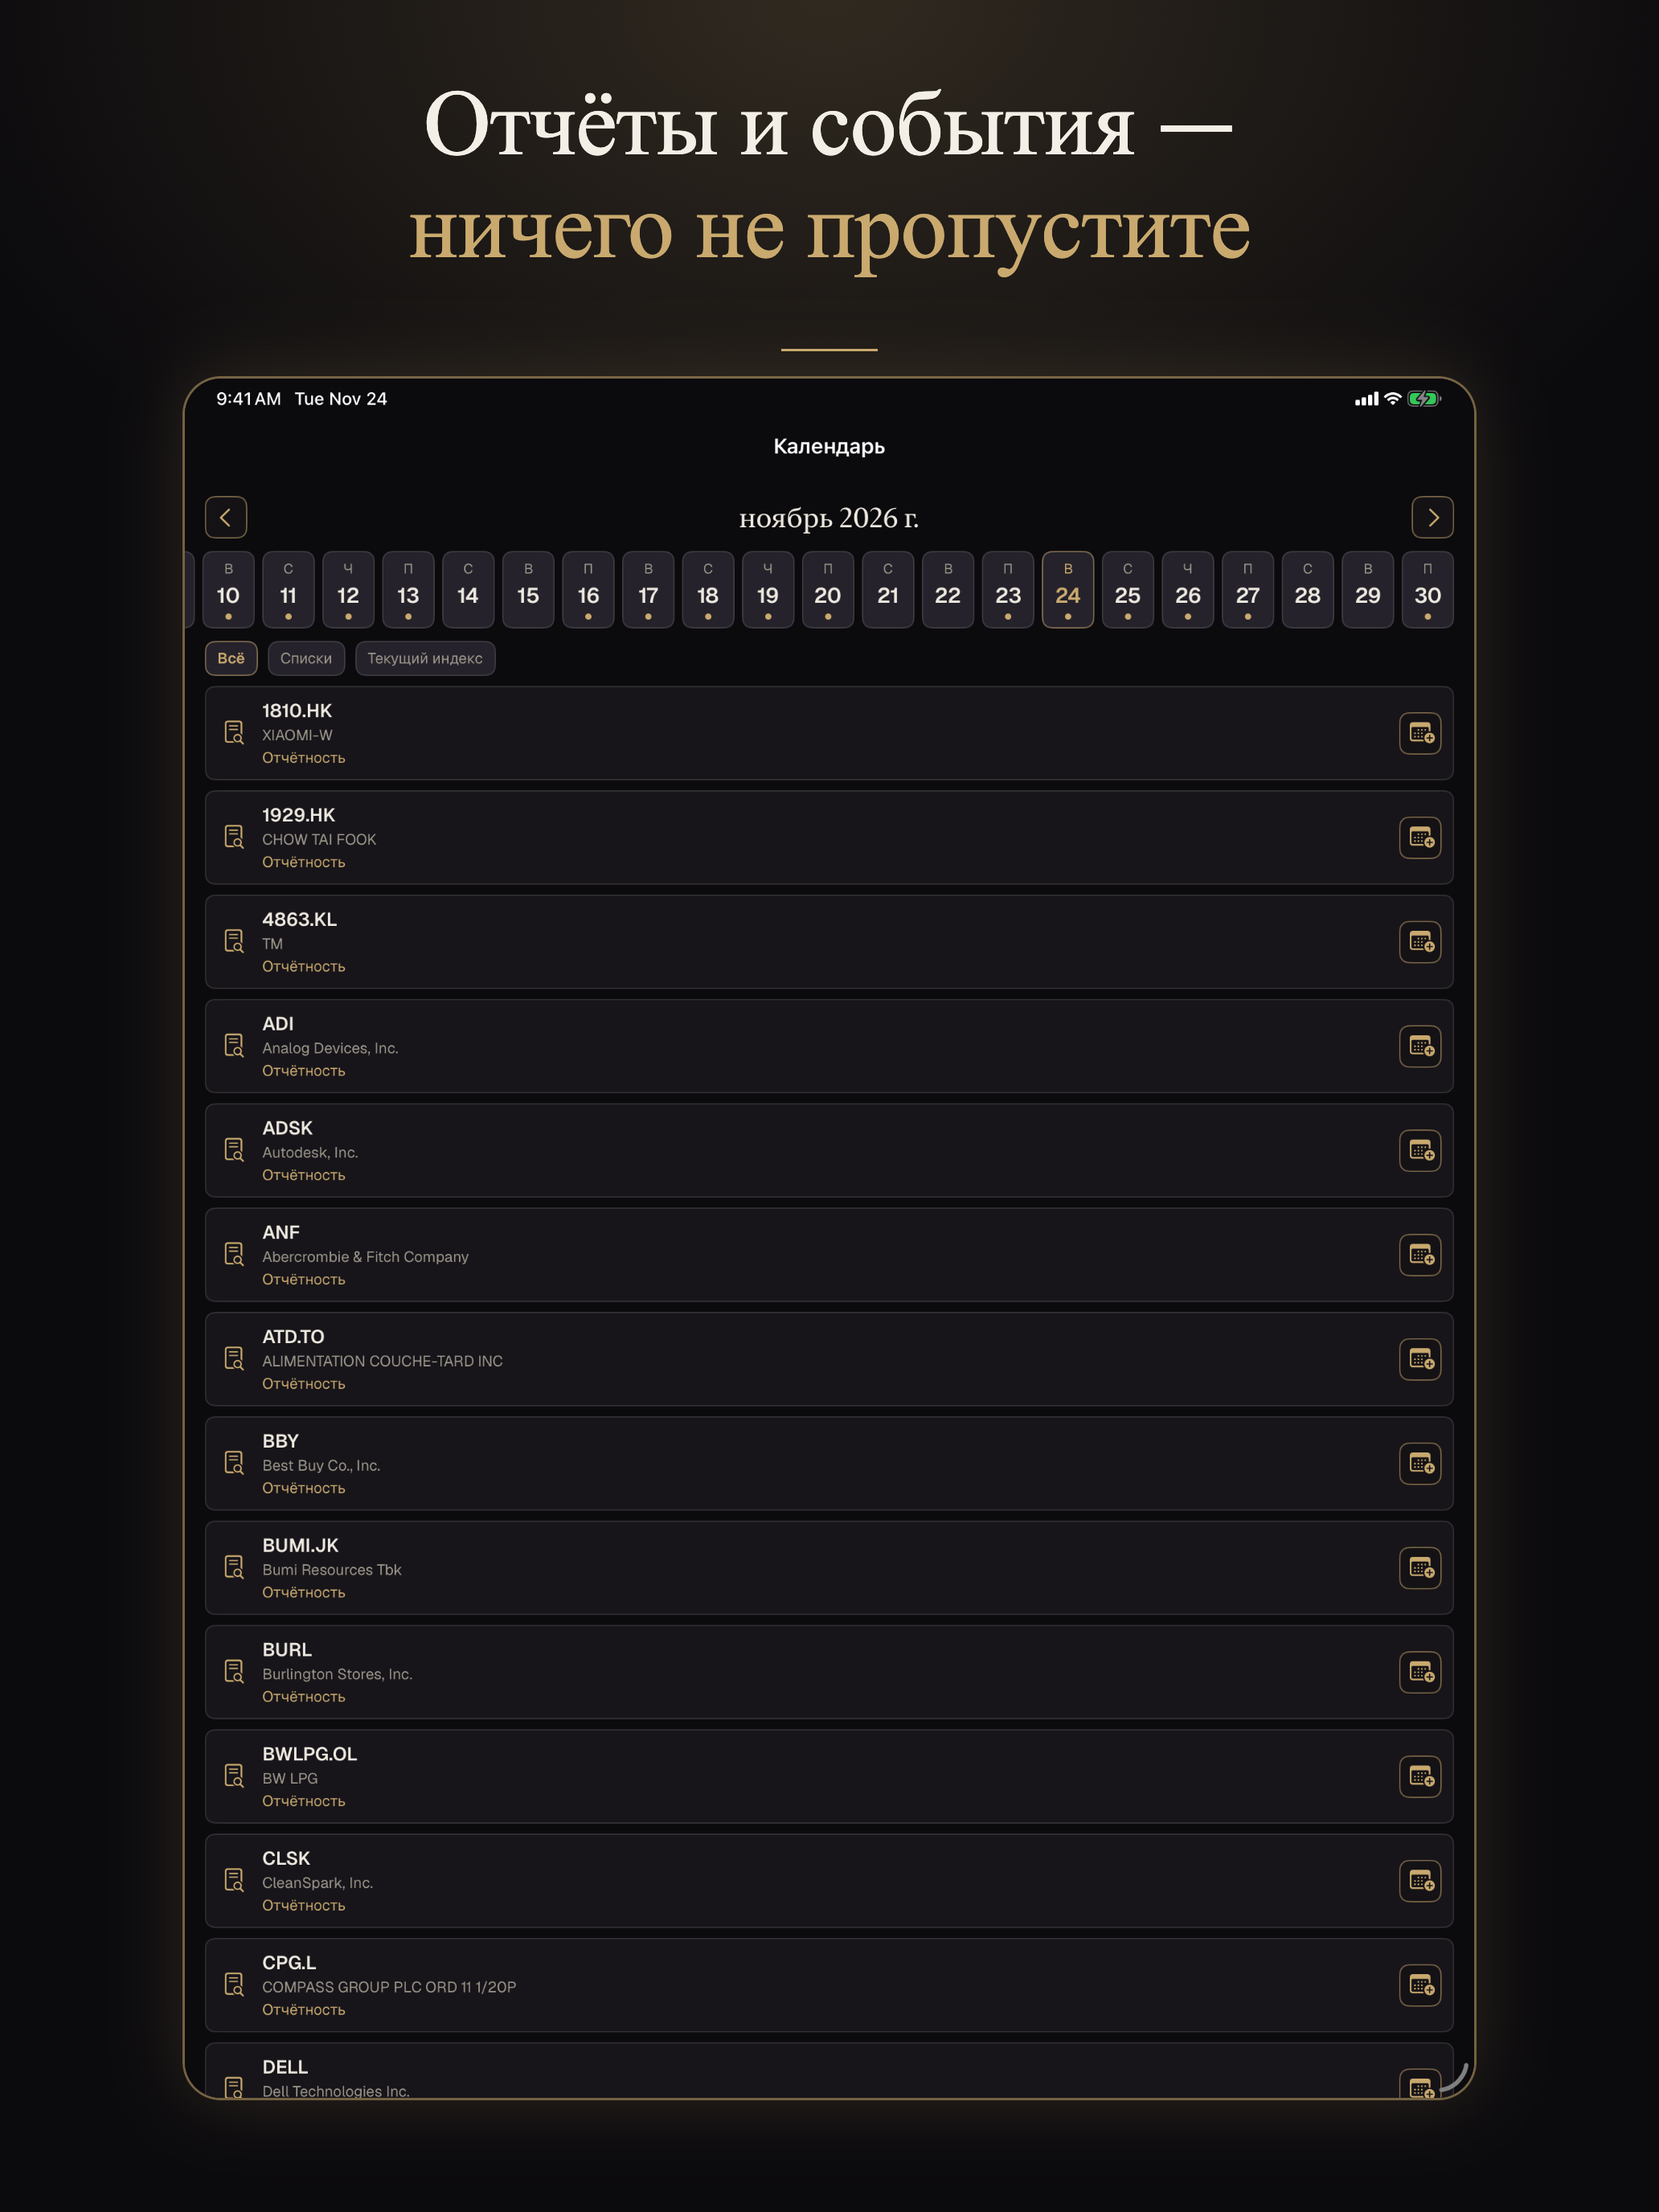 Отчёты и события —
ничего не пропустите
9:41 AM Tue Nov 24
Календарь
ноябрь 2026 г.
В С Ч П С В П В С Ч П С В П В С Ч П С В П
10 11 12 13 14 15 16 17 18 19 20 21 22 23 24 25 26 27 28 29 30
Всё Списки Текущий индекс
1810.HK
XIAOMI-W
Отчётность
1929.HK
CHOW TAI FOOK
Отчётность
4863.KL
TM
Отчётность
ADI
Analog Devices, Inc.
Отчётность
ADSK
Autodesk, Inc.
Отчётность
ANF
Abercrombie & Fitch Company
Отчётность
ATD.TO
ALIMENTATION COUCHE-TARD INC
Отчётность
BBY
Best Buy Co., Inc.
Отчётность
BUMI.JK
Bumi Resources Tbk
Отчётность
BURL
Burlington Stores, Inc.
Отчётность
BWLPG.OL
BW LPG
Отчётность
CLSK
CleanSpark, Inc.
Отчётность
CPG.L
COMPASS GROUP PLC ORD 11 1/20P
Отчётность
DELL
Dell Technologies Inc.